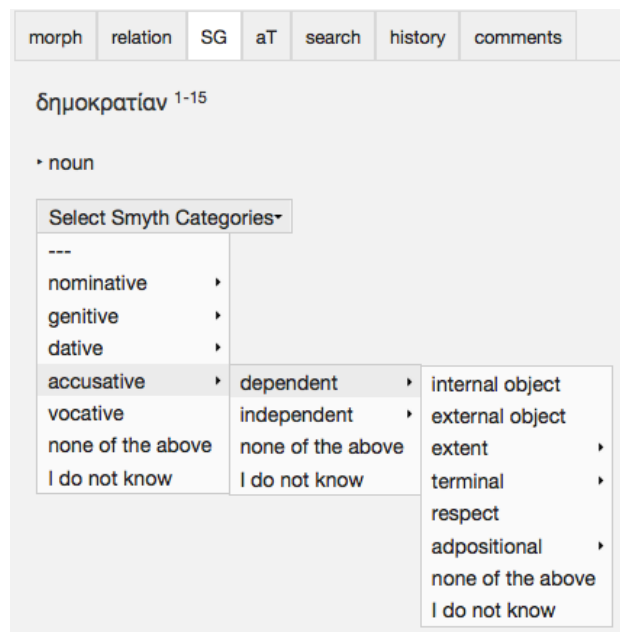 morph relation SG aT search history comments
δημοκρατίαν 1-15
‣ noun
Select Smyth Categories▾
---
nominative ‣
genitive ‣
dative ‣
accusative ‣ dependent ‣ internal object
vocative independent ‣ external object
none of the above none of the above extent ‣
I do not know I do not know terminal ‣
respect
adpositional ‣
none of the above
I do not know